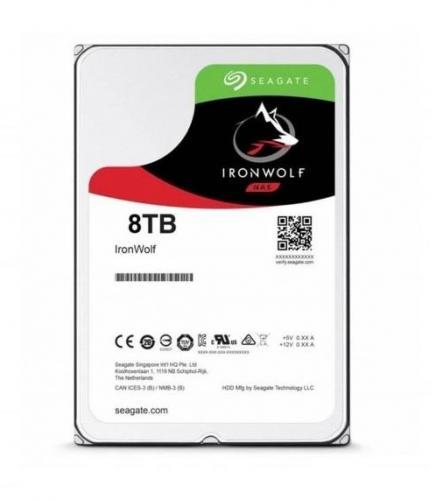 SEAGATE
IRONWOLF
NAS
8TB
IronWolf
XXXXXXXXXXX
verify.seagate.com
+5V 0.XX A
+12V 0.XX A
Seagate Singapore Int'l HQ Pte. Ltd
Koolhovenlaan 1, 1119 NB Schiphol-Rijk,
The Netherlands
CAN ICES-3 (B) / NMB-3 (B)
HDD Mfg by Seagate Technology LLC
seagate.com